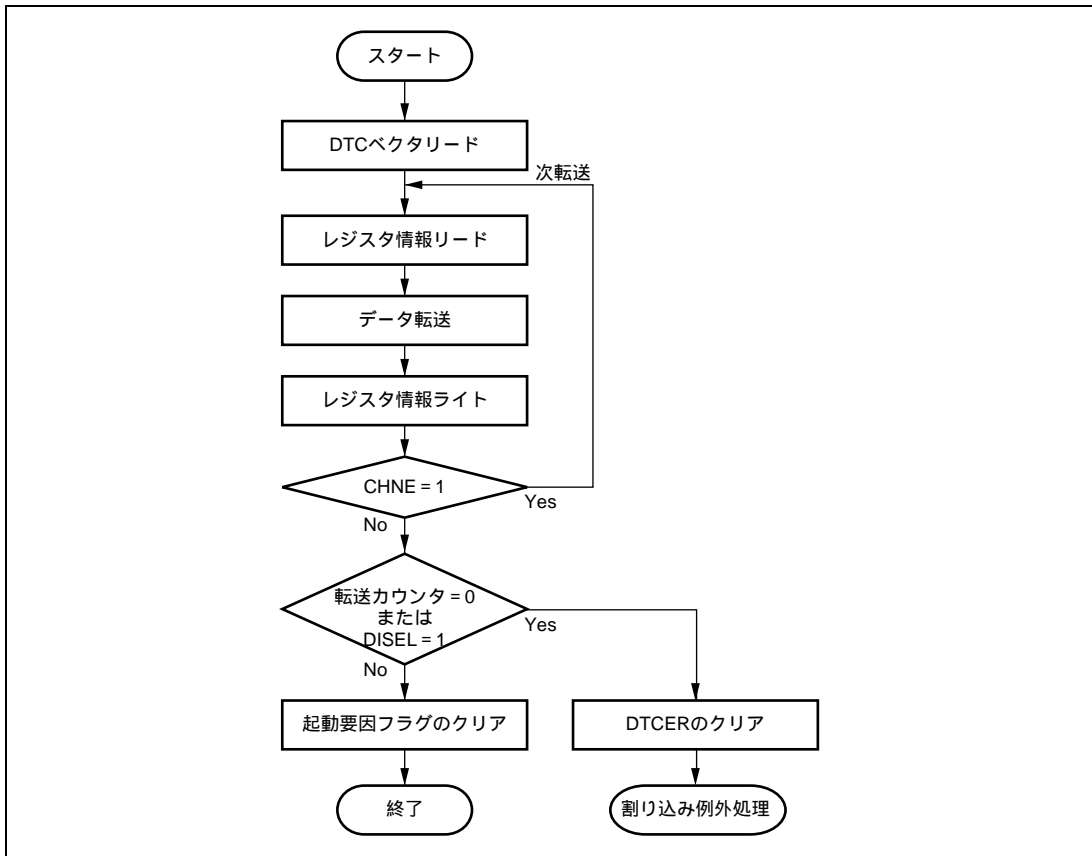 スタート
DTCベクタリード
次転送
レジスタ情報リード
データ転送
レジスタ情報ライト
CHNE = 1
Yes
No
転送カウンタ = 0
または
DISEL = 1
Yes
No
起動要因フラグのクリア
DTCERのクリア
終了
割り込み例外処理